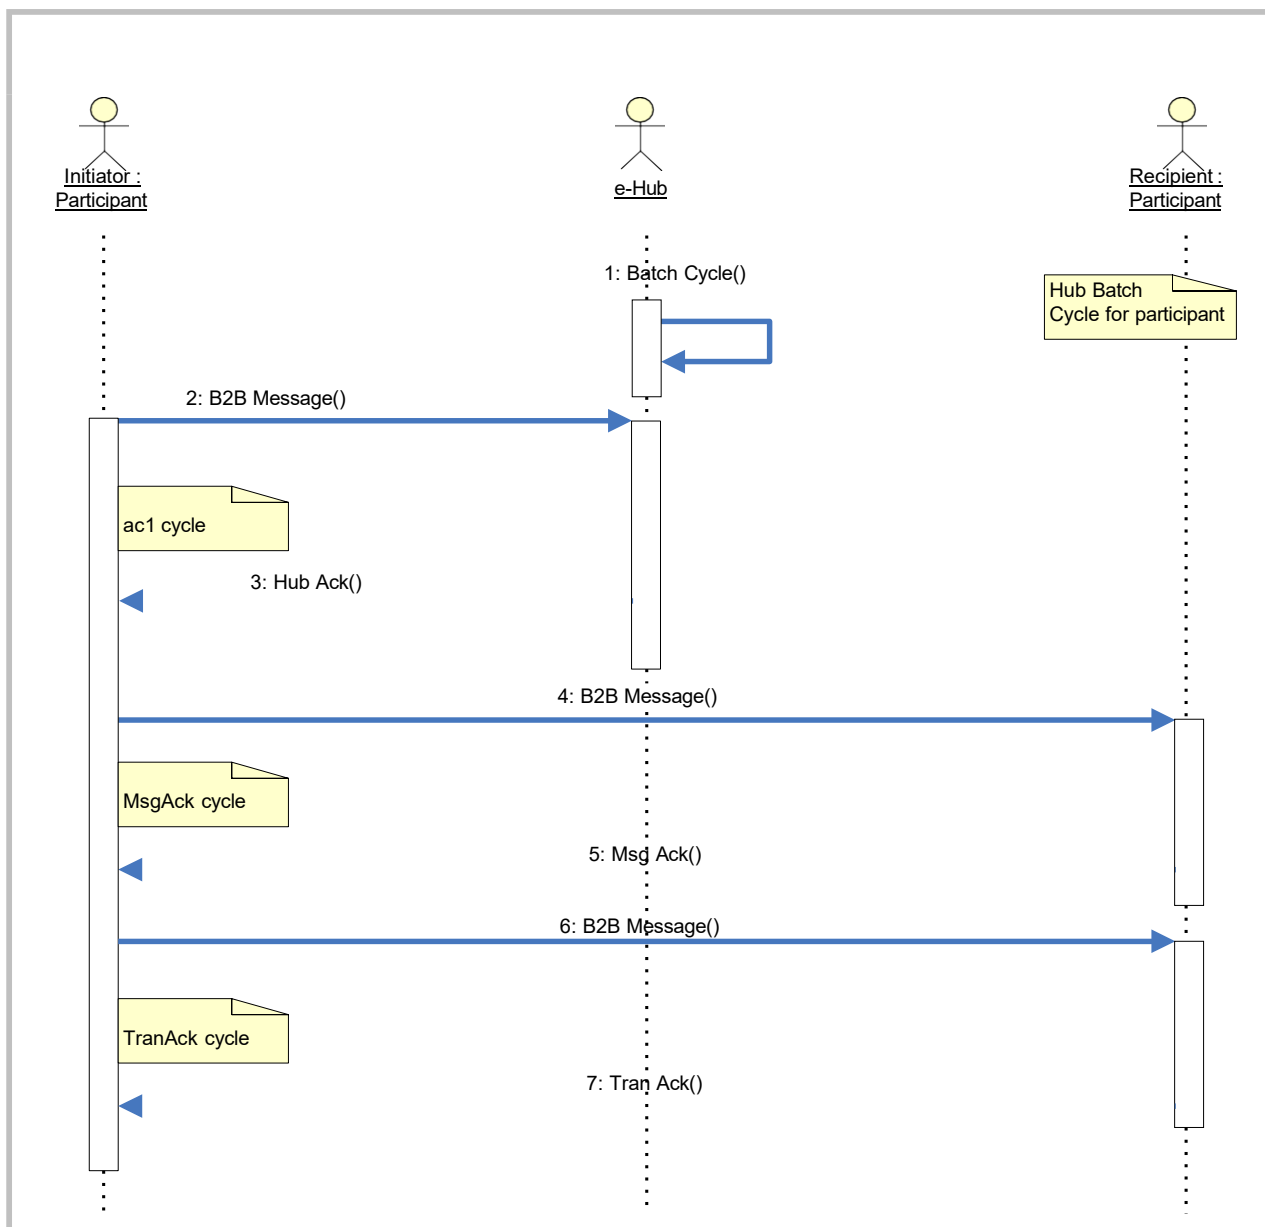 Initiator :
Participant
e-Hub
Recipient :
Participant
1: Batch Cycle()
Hub Batch
Cycle for participant
2: B2B Message()
ac1 cycle
3: Hub Ack()
4: B2B Message()
MsgAck cycle
5: Msg Ack()
6: B2B Message()
TranAck cycle
7: Tran Ack()